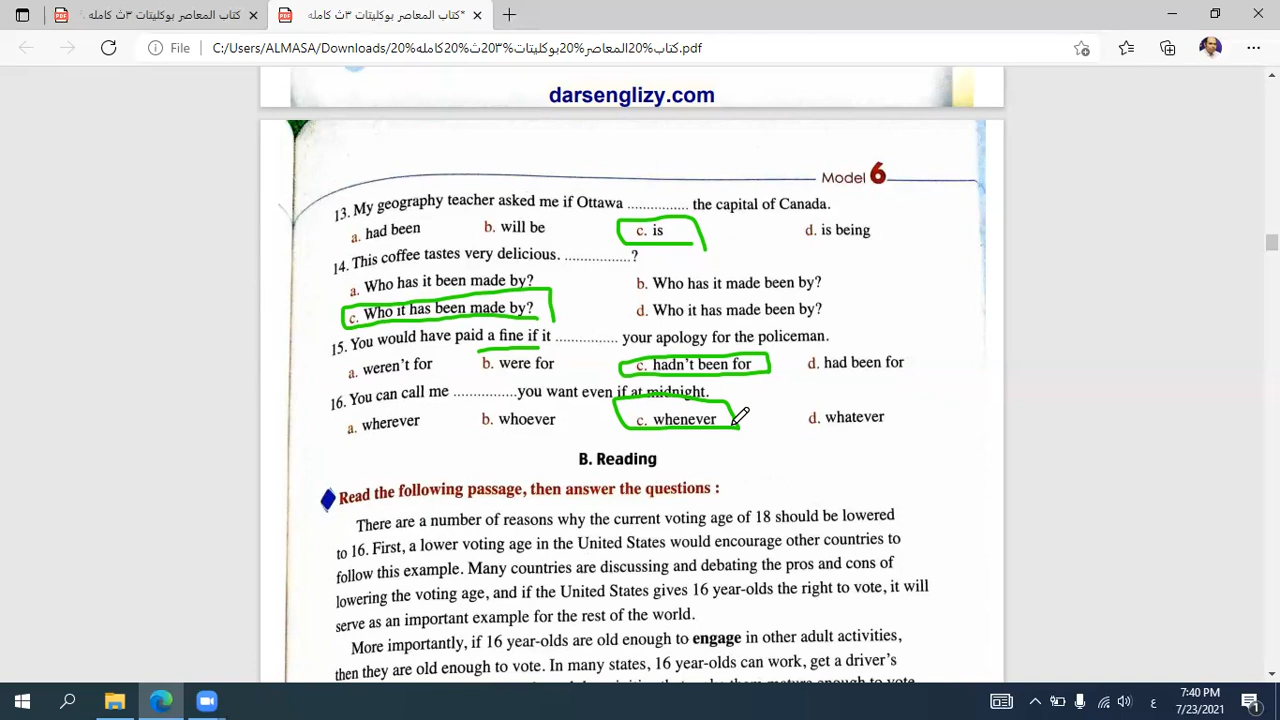 كتاب المعاصر بوكليتات ٣ث كامله
*كتاب المعاصر بوكليتات ٣ث كامله
File
C:/Users/ALMASA/Downloads/كتاب%20المعاصر%20بوكليتات%20٣ث%20كامله.pdf
darsenglizy.com
Model 6
13. My geography teacher asked me if Ottawa ............... the capital of Canada.
a. had been b. will be c. is d. is being
14. This coffee tastes very delicious. ................?
a. Who has it been made by? b. Who has it made been by?
c. Who it has been made by? d. Who it has made been by?
15. You would have paid a fine if it ............... your apology for the policeman.
a. weren't for b. were for c. hadn't been for d. had been for
16. You can call me ............... you want even if at midnight.
a. wherever b. whoever c. whenever d. whatever
B. Reading
Read the following passage, then answer the questions :
There are a number of reasons why the current voting age of 18 should be lowered
to 16. First, a lower voting age in the United States would encourage other countries to
follow this example. Many countries are discussing and debating the pros and cons of
lowering the voting age, and if the United States gives 16 year-olds the right to vote, it will
serve as an important example for the rest of the world.
More importantly, if 16 year-olds are old enough to engage in other adult activities,
then they are old enough to vote. In many states, 16 year-olds can work, get a driver's
ع
7:40 PM
7/23/2021